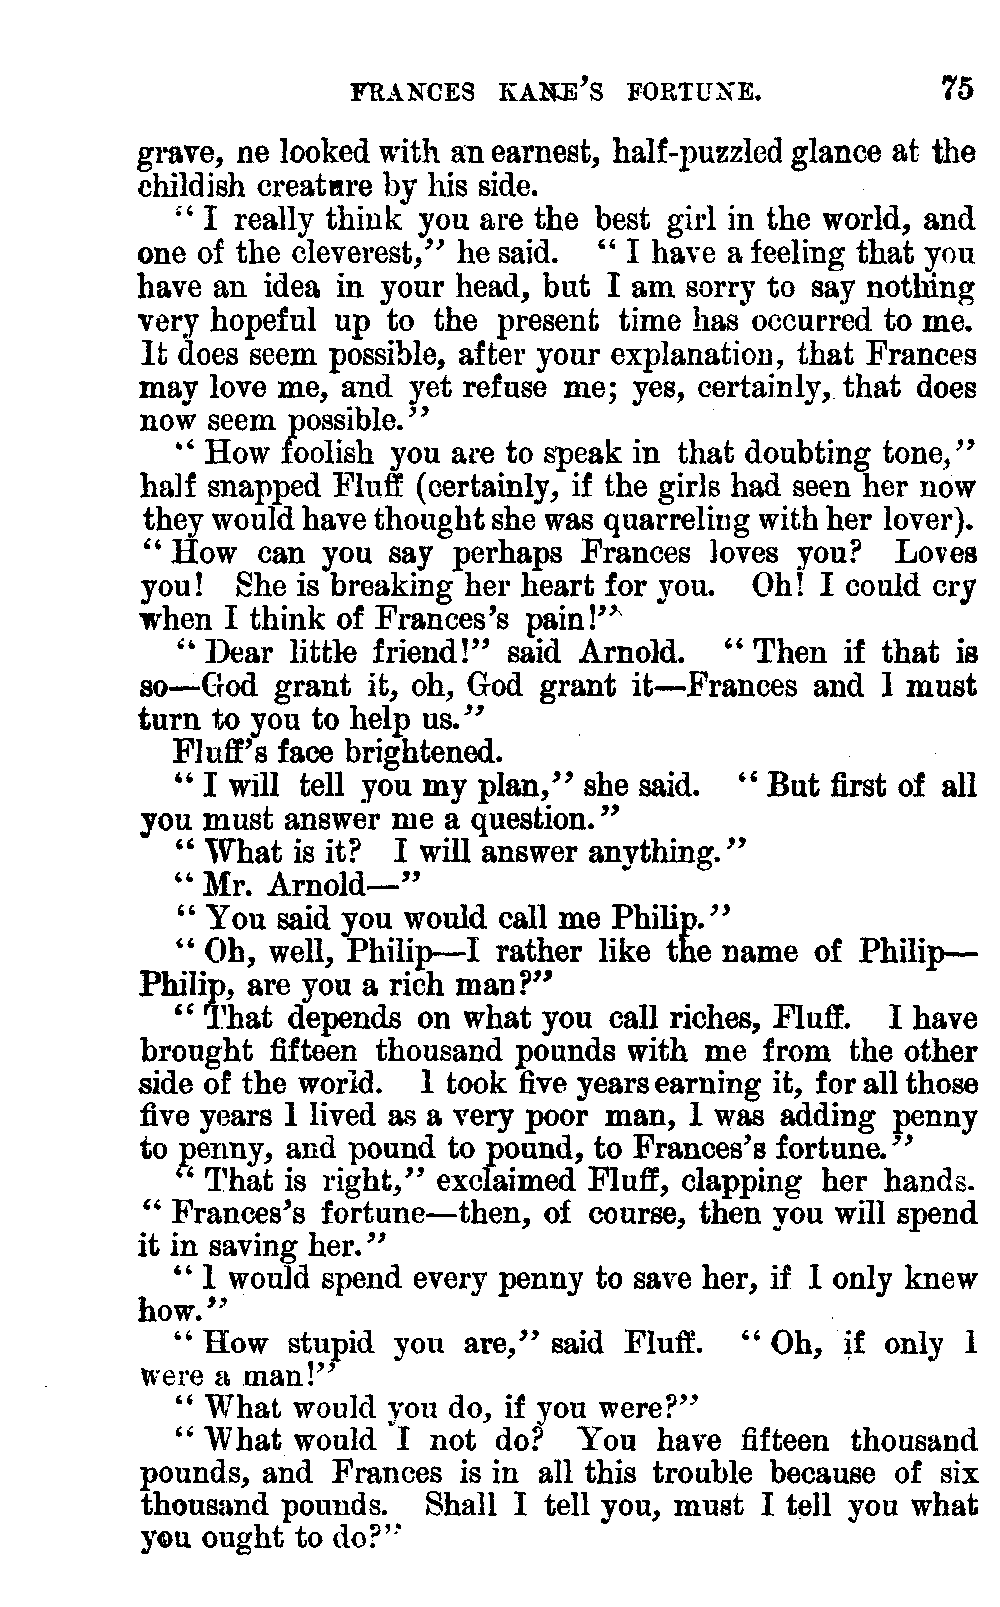 FRANCES KANE'S FORTUNE. 75
grave, he looked with an earnest, half-puzzled glance at the
childish creature by his side.
"I really think you are the best girl in the world, and
one of the cleverest," he said. "I have a feeling that you
have an idea in your head, but I am sorry to say nothing
very hopeful up to the present time has occurred to me.
It does seem possible, after your explanation, that Frances
may love me, and yet refuse me; yes, certainly, that does
now seem possible."
"How foolish you are to speak in that doubting tone,"
half snapped Fluff (certainly, if the girls had seen her now
they would have thought she was quarreling with her lover).
"How can you say perhaps Frances loves you? Loves
you! She is breaking her heart for you. Oh! I could cry
when I think of Frances's pain!"
"Dear little friend!" said Arnold. "Then if that is
so—God grant it, oh, God grant it—Frances and I must
turn to you to help us."
Fluff's face brightened.
"I will tell you my plan," she said. "But first of all
you must answer me a question."
"What is it? I will answer anything."
"Mr. Arnold—"
"You said you would call me Philip."
"Oh, well, Philip—I rather like the name of Philip—
Philip, are you a rich man?"
"That depends on what you call riches, Fluff. I have
brought fifteen thousand pounds with me from the other
side of the world. I took five years earning it, for all those
five years I lived as a very poor man, I was adding penny
to penny, and pound to pound, to Frances's fortune."
"That is right," exclaimed Fluff, clapping her hands.
"Frances's fortune—then, of course, then you will spend
it in saving her."
"I would spend every penny to save her, if I only knew
how."
"How stupid you are," said Fluff. "Oh, if only I
were a man!"
"What would you do, if you were?"
"What would I not do? You have fifteen thousand
pounds, and Frances is in all this trouble because of six
thousand pounds. Shall I tell you, must I tell you what
you ought to do?"